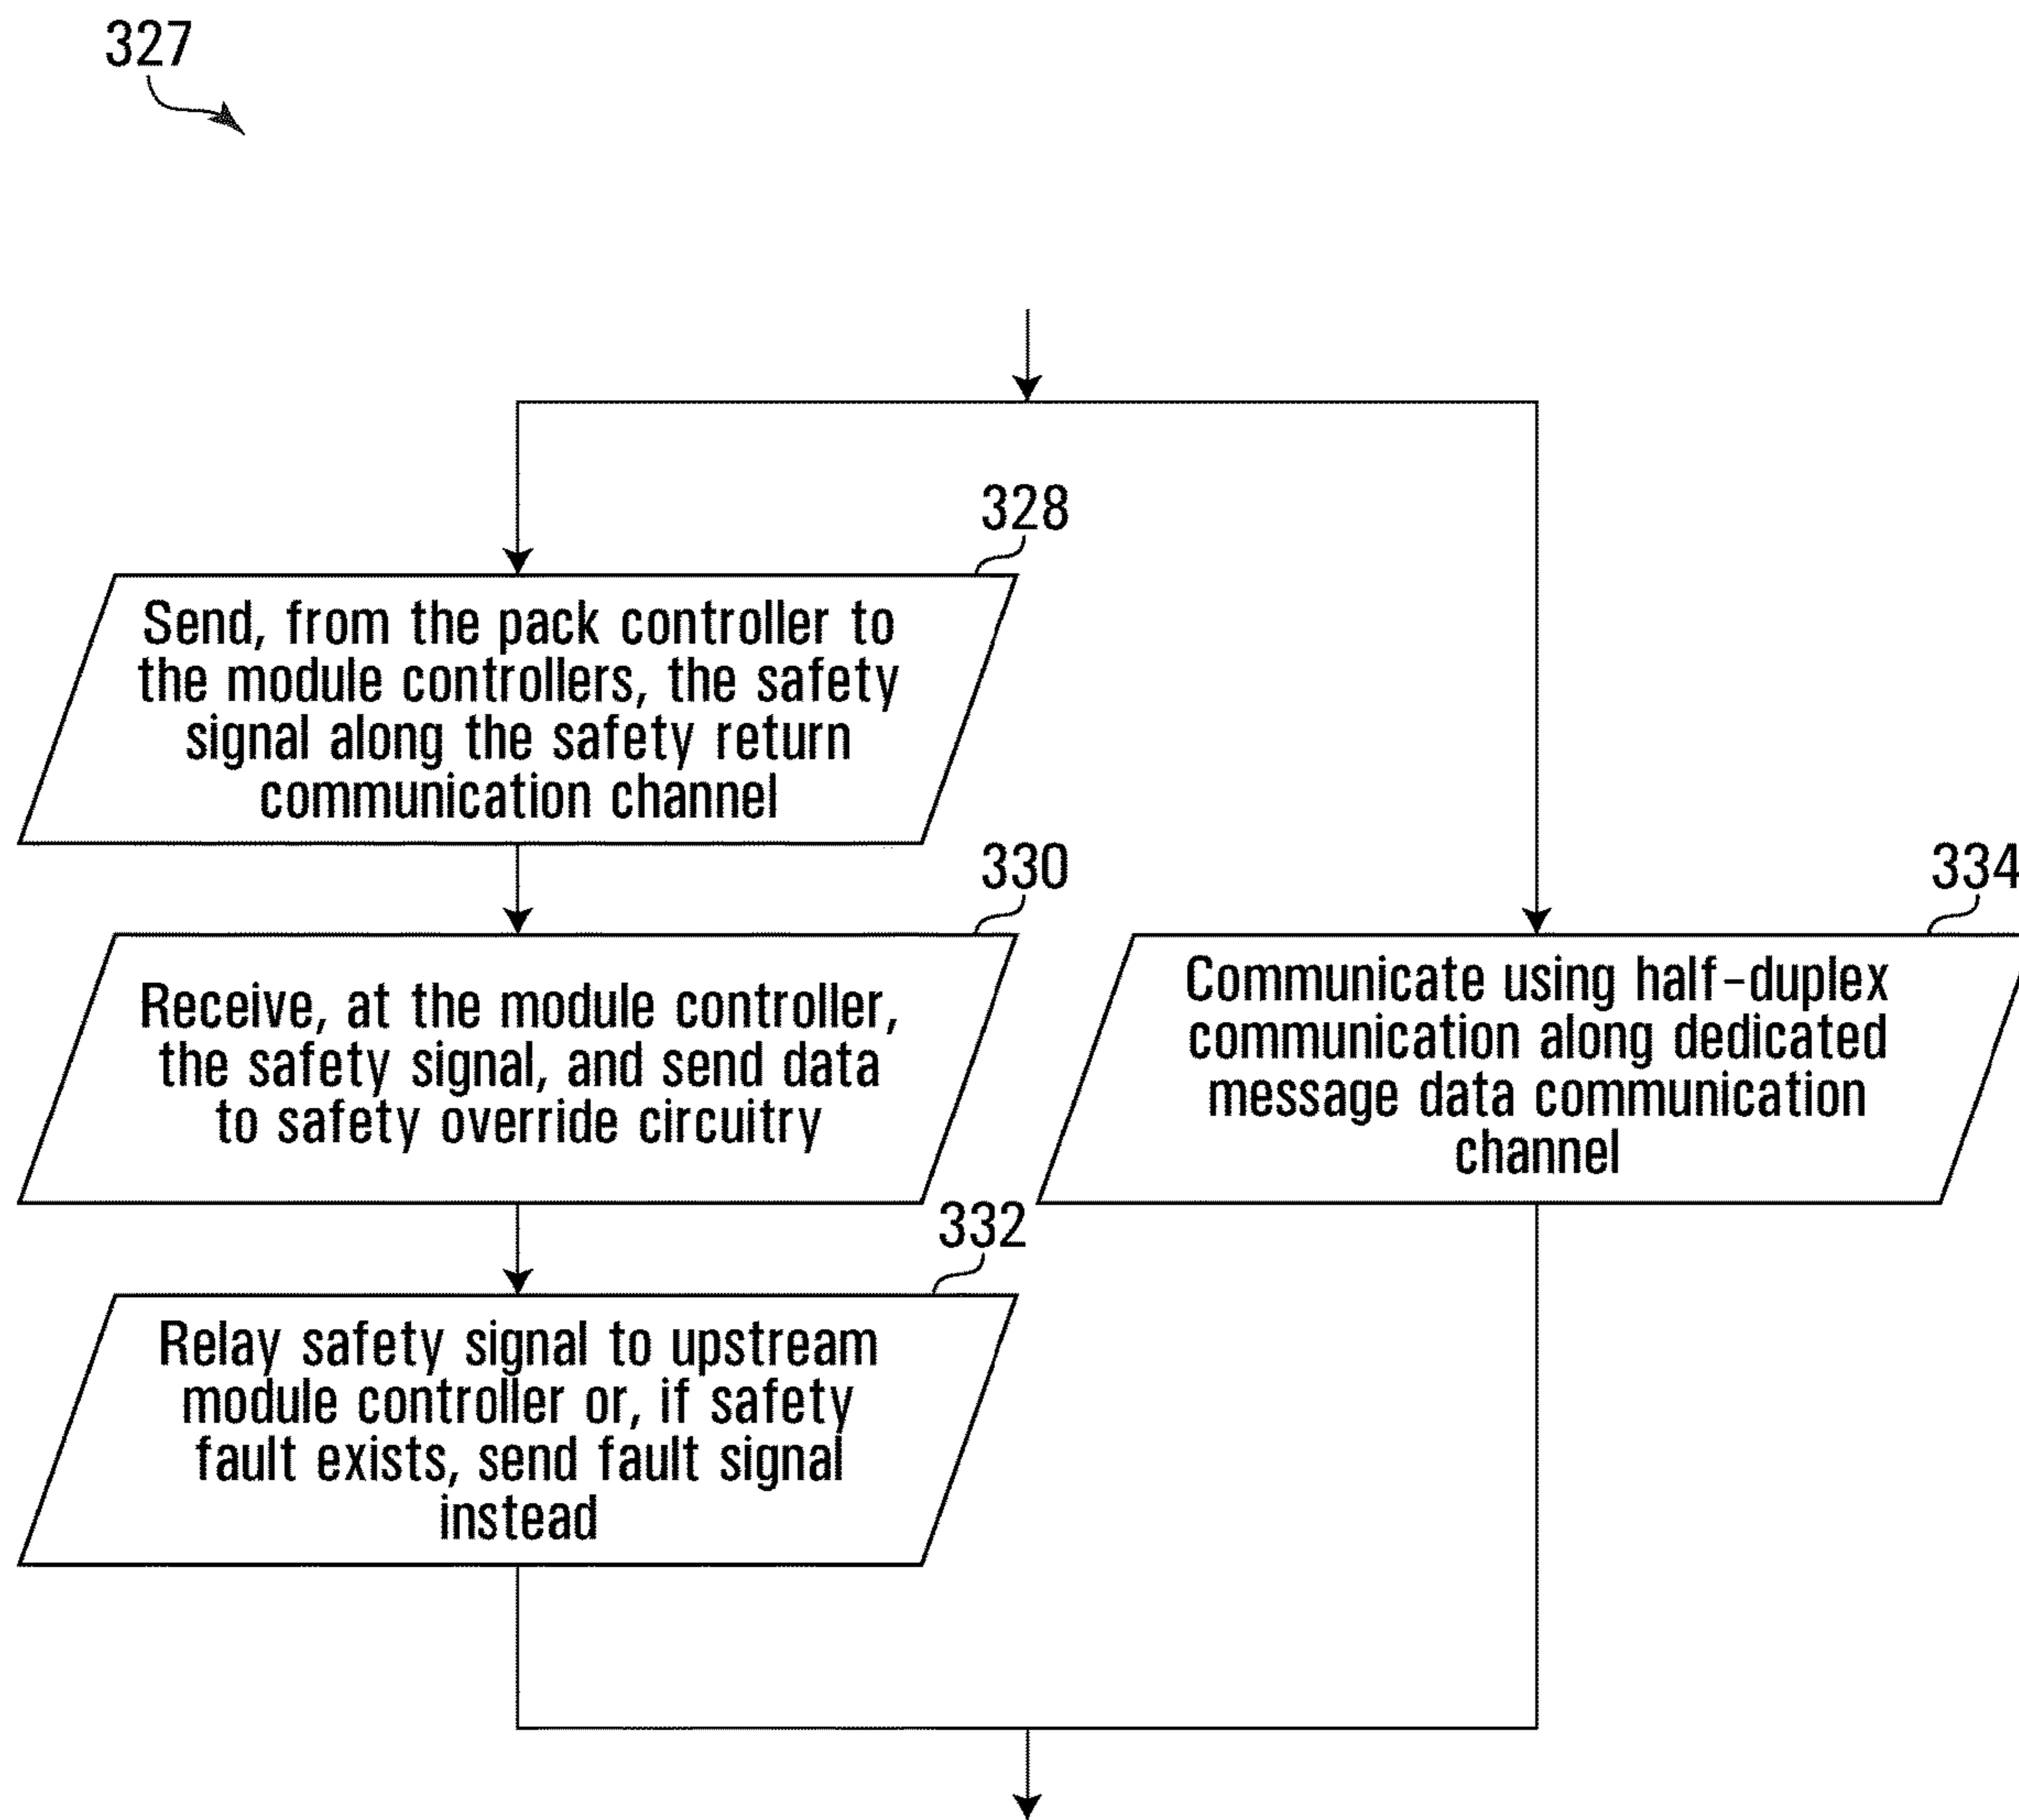 327
328
Send, from the pack controller to
the module controllers, the safety
signal along the safety return
communication channel
330
Receive, at the module controller,
the safety signal, and send data
to safety override circuitry
334
Communicate using half-duplex
communication along dedicated
message data communication
channel
332
Relay safety signal to upstream
module controller or, if safety
fault exists, send fault signal
instead